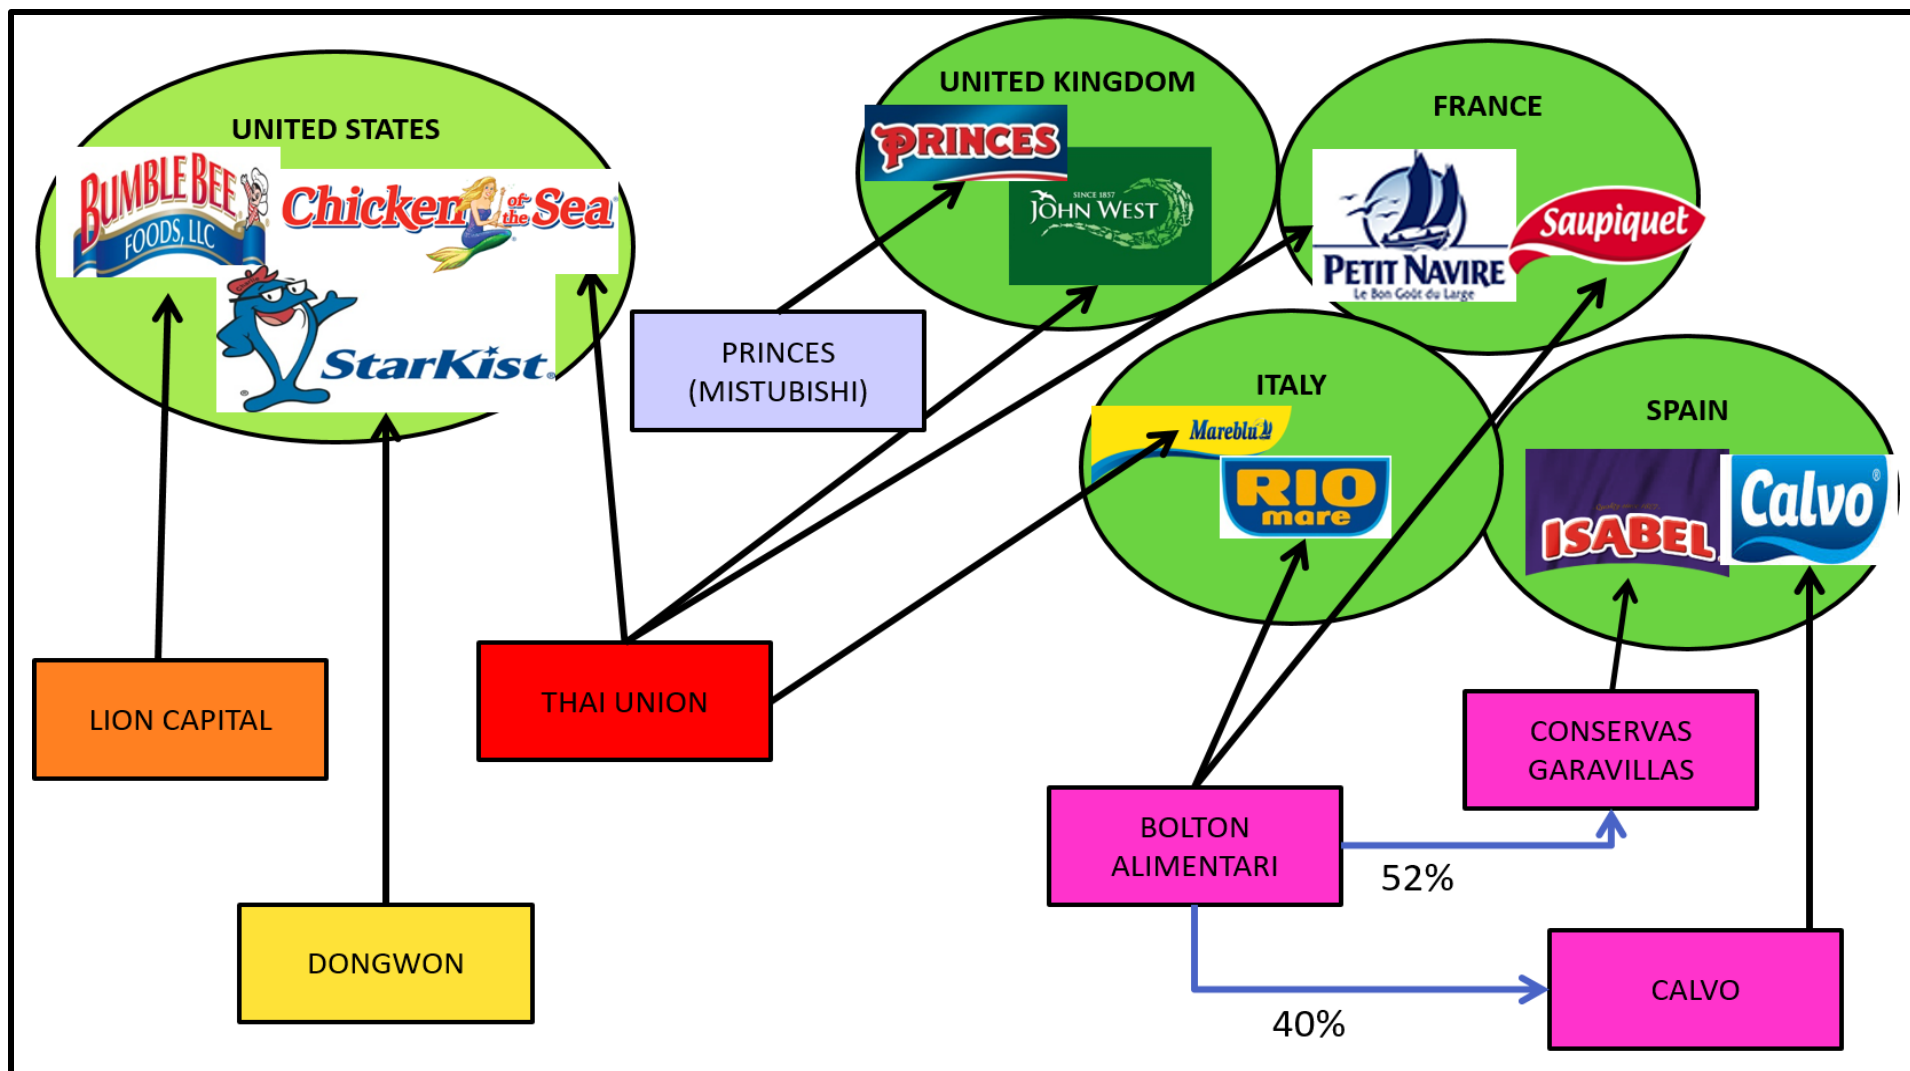 UNITED STATES
BUMBLE BEE
FOODS, LLC
Chicken of the Sea
StarKist
UNITED KINGDOM
PRINCES
SINCE 1857
JOHN WEST
FRANCE
PETIT NAVIRE
Le Bon Goût du Large
Saupiquet
PRINCES
(MISTUBISHI)
ITALY
Mareblu
RIO
mare
SPAIN
ISABEL
Calvo
LION CAPITAL
THAI UNION
DONGWON
BOLTON
ALIMENTARI
CONSERVAS
GARAVILLAS
52%
40%
CALVO